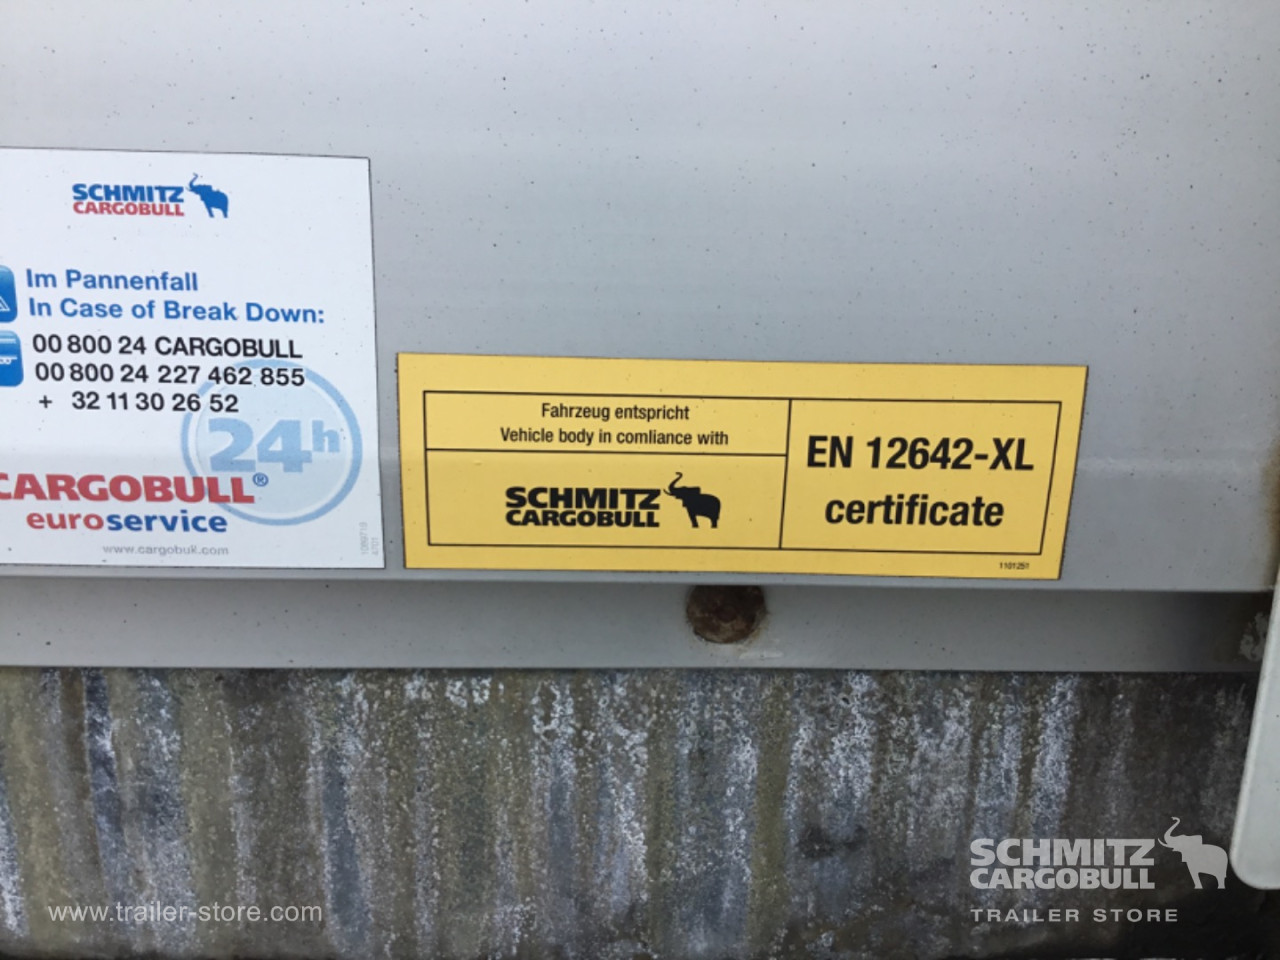 SCHMITZ
CARGOBULL
Im Pannenfall
In Case of Break Down:
00 800 24 CARGOBULL
00 800 24 227 462 855
+ 32 11 30 26 52
24h
CARGOBULL®
euroservice
www.cargobull.com
Fahrzeug entspricht
Vehicle body in comliance with
SCHMITZ
CARGOBULL
EN 12642-XL
certificate
1101251
www.trailer-store.com
SCHMITZ
CARGOBULL
TRAILER STORE